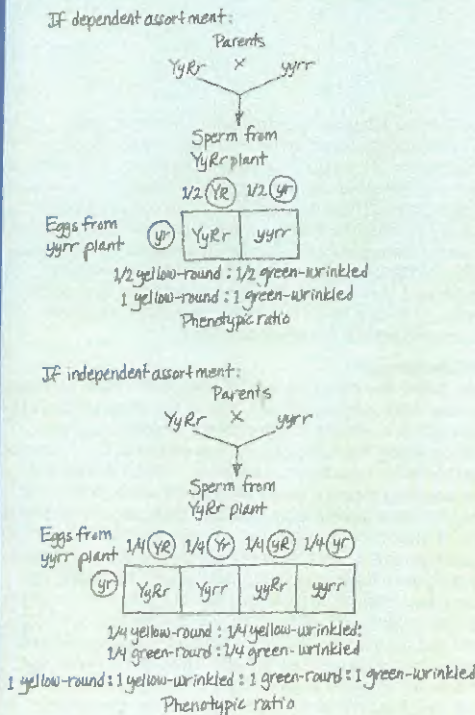 If dependent assortment:
Parents
YyRr × yyrr
Sperm from
YyRr plant
1/2 YR 1/2 yr
Eggs from
yyrr plant yr YyRr yyrr
1/2 yellow-round : 1/2 green-wrinkled
1 yellow-round : 1 green-wrinkled
Phenotypic ratio
If independent assortment:
Parents
YyRr × yyrr
Sperm from
YyRr plant
Eggs from
yyrr plant 1/4 YR 1/4 Yr 1/4 yR 1/4 yr
yr YyRr Yyrr yyRr yyrr
1/4 yellow-round : 1/4 yellow-wrinkled:
1/4 green-round : 1/4 green-wrinkled
1 yellow-round : 1 yellow-wrinkled : 1 green-round : 1 green-wrinkled
Phenotypic ratio